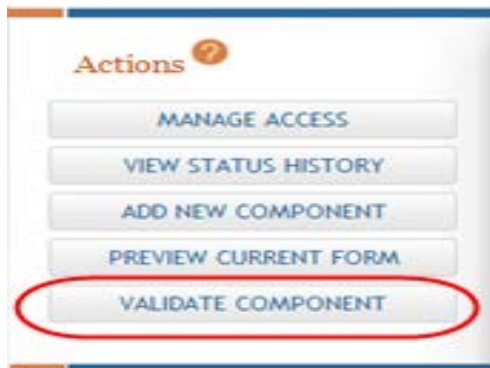 Actions ?
MANAGE ACCESS
VIEW STATUS HISTORY
ADD NEW COMPONENT
PREVIEW CURRENT FORM
VALIDATE COMPONENT